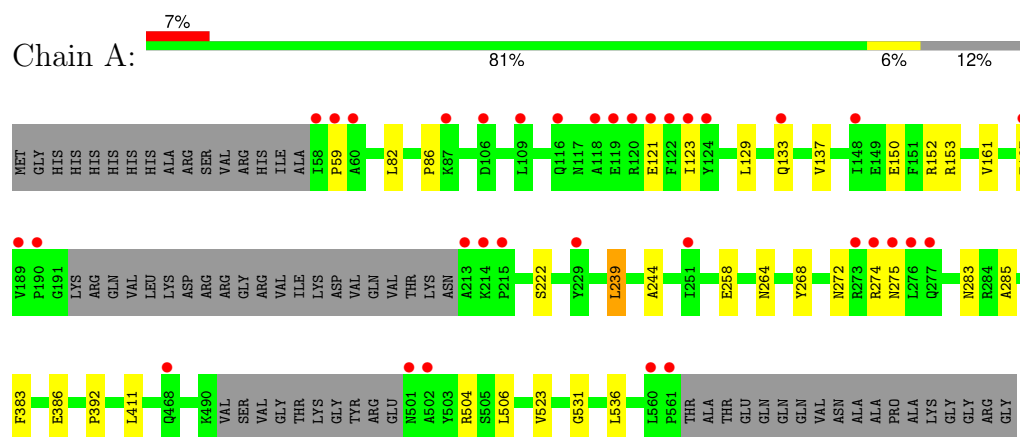 7%
Chain A:
81% 6% 12%
MET GLY HIS HIS HIS HIS HIS HIS ALA ARG SER VAL ARG HIS ILE ALA I58 P59 A60 L82 P86 K87 D106 L109 Q116 N117 A118 E119 R120 E121 F122 I123 Y124 L129 Q133 V137 I148 E149 E150 F151 R152 R153 V161
V189 P190 G191 LYS ARG GLN VAL LEU LYS ASP ARG ARG GLY ARG VAL ILE LYS ASP VAL GLN VAL THR LYS ASN A213 K214 P215 S222 Y229 L239 A244 I251 E258 N264 Y268 N272 R273 R274 N275 L276 Q277 N283 R284 A285
F383 E386 P392 L411 Q468 K490 VAL SER VAL GLY THR LYS GLY TYR ARG GLU N501 A502 Y503 R504 S505 L506 V523 G531 L536 L560 P561 THR ALA THR GLU GLN GLN GLN VAL ASN ALA ALA PRO ALA LYS GLY GLY ARG GLY